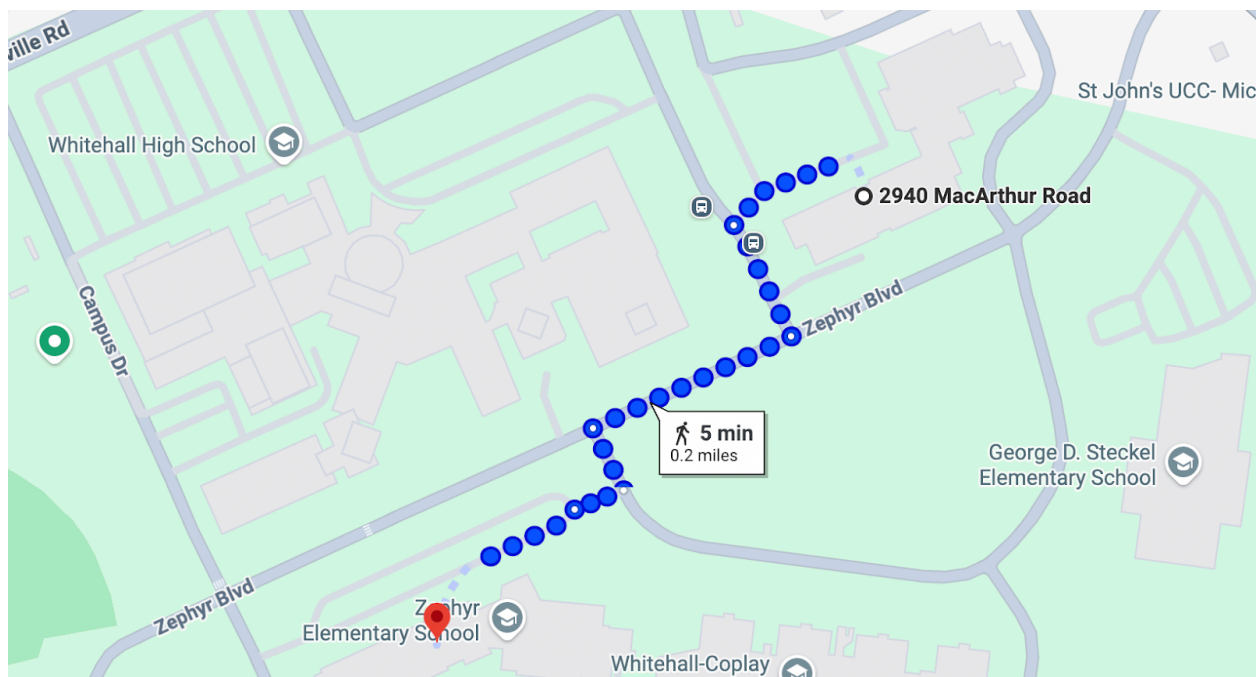 ville Rd
St John's UCC- Mic
Whitehall High School
2940 MacArthur Road
Campus Dr
Zephyr Blvd
5 min
0.2 miles
George D. Steckel
Elementary School
Zephyr Blvd
Zephyr
Elementary School
Whitehall-Coplay